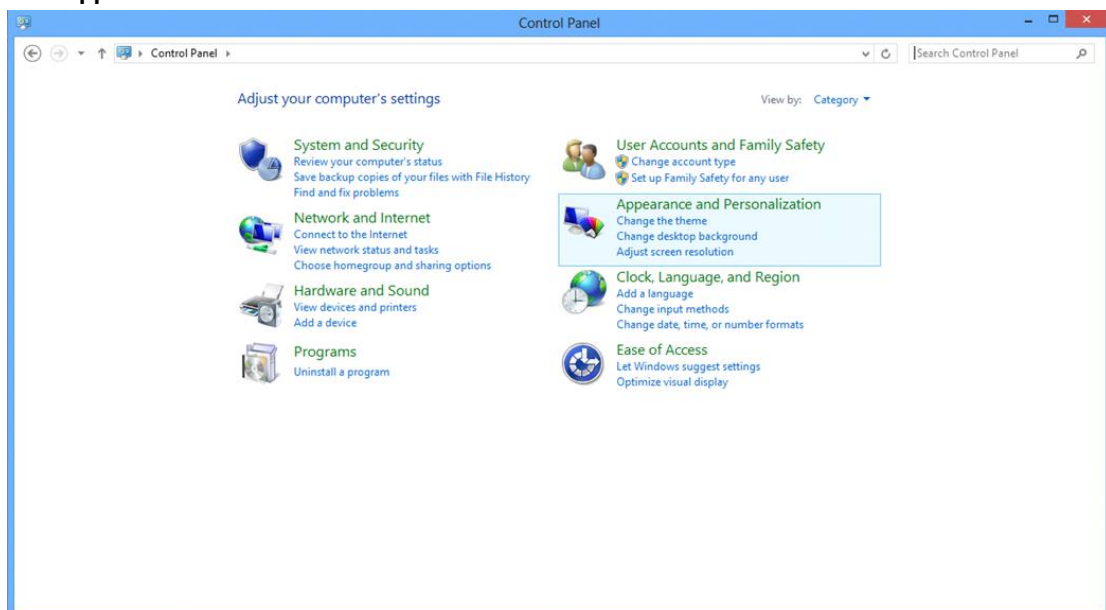 Control Panel
Control Panel
Search Control Panel
Adjust your computer's settings
View by: Category
System and Security
Review your computer's status
Save backup copies of your files with File History
Find and fix problems
Network and Internet
Connect to the Internet
View network status and tasks
Choose homegroup and sharing options
Hardware and Sound
View devices and printers
Add a device
Programs
Uninstall a program
User Accounts and Family Safety
Change account type
Set up Family Safety for any user
Appearance and Personalization
Change the theme
Change desktop background
Adjust screen resolution
Clock, Language, and Region
Add a language
Change input methods
Change date, time, or number formats
Ease of Access
Let Windows suggest settings
Optimize visual display